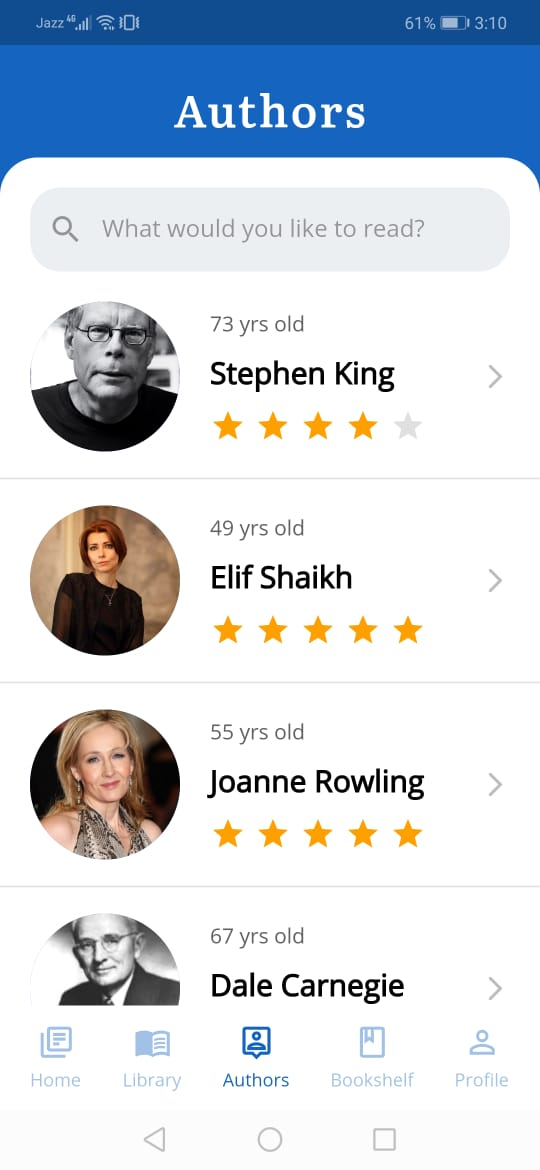 Jazz 4G 61% 3:10
Authors
What would you like to read?
73 yrs old
Stephen King
49 yrs old
Elif Shaikh
55 yrs old
Joanne Rowling
67 yrs old
Dale Carnegie
Home Library Authors Bookshelf Profile